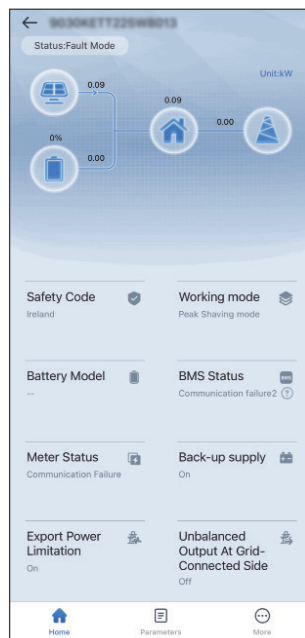 Status:Fault Mode
Unit:kW
0.09
0.09
0.00
0%
0.00
Safety Code
Ireland
Working mode
Peak Shaving mode
Battery Model
--
BMS Status
BMS
Communication failure2 ?
Meter Status
Communication Failure
Back-up supply
On
Export Power
Limitation
On
Unbalanced
Output At Grid-
Connected Side
Off
Home
Parameters
More